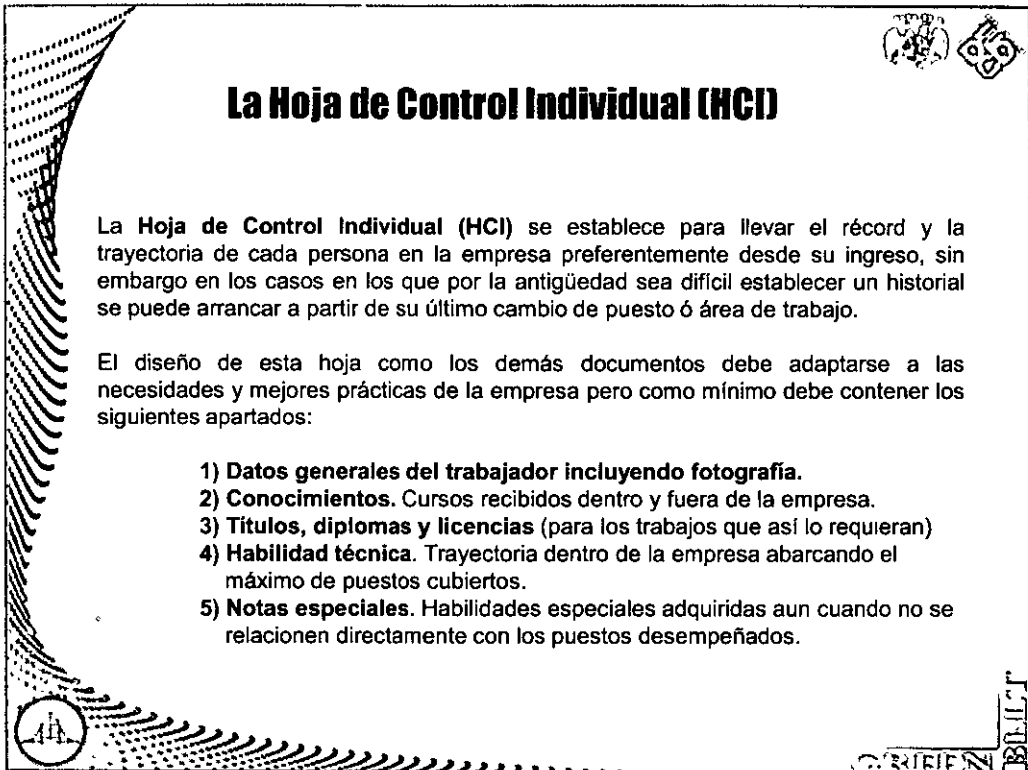 La Hoja de Control Individual (HCI)
La Hoja de Control Individual (HCI) se establece para llevar el récord y la
trayectoria de cada persona en la empresa preferentemente desde su ingreso, sin
embargo en los casos en los que por la antigüedad sea difícil establecer un historial
se puede arrancar a partir de su último cambio de puesto ó área de trabajo.
El diseño de esta hoja como los demás documentos debe adaptarse a las
necesidades y mejores prácticas de la empresa pero como mínimo debe contener los
siguientes apartados:
1) Datos generales del trabajador incluyendo fotografía.
2) Conocimientos. Cursos recibidos dentro y fuera de la empresa.
3) Títulos, diplomas y licencias (para los trabajos que así lo requieran)
4) Habilidad técnica. Trayectoria dentro de la empresa abarcando el
máximo de puestos cubiertos.
5) Notas especiales. Habilidades especiales adquiridas aun cuando no se
relacionen directamente con los puestos desempeñados.